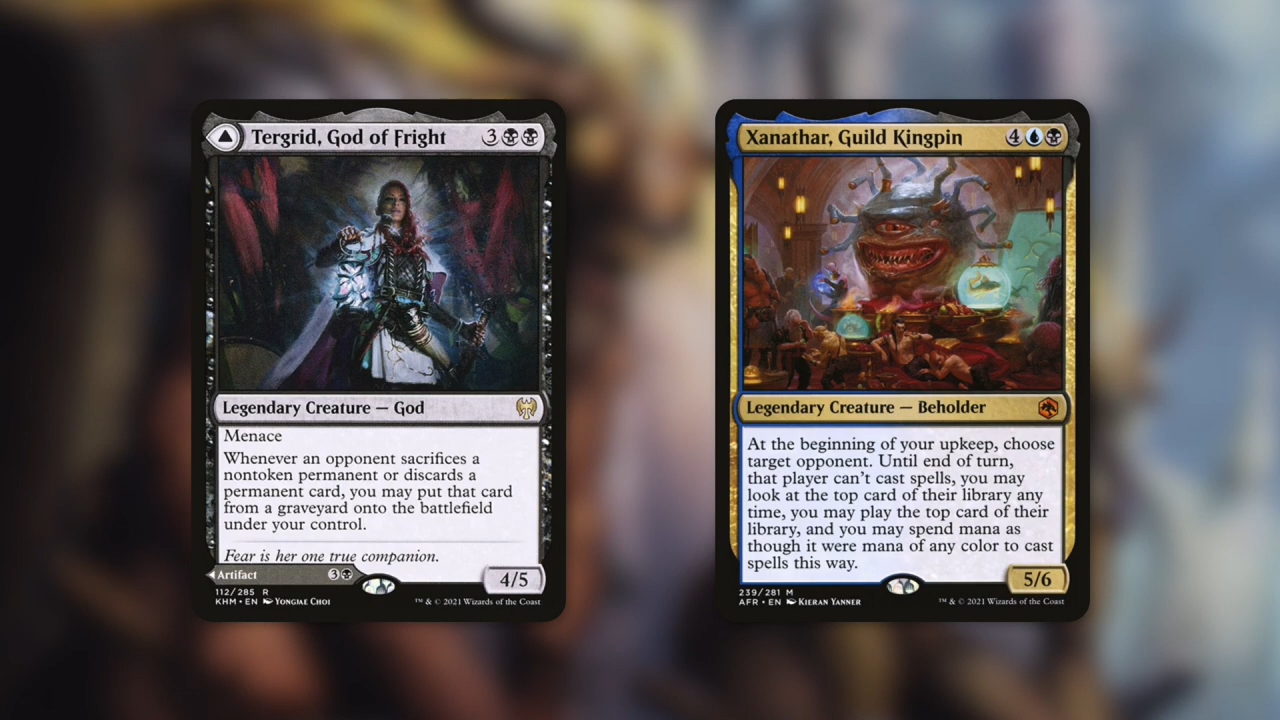 Tergrid, God of Fright 3
Legendary Creature — God
Menace
Whenever an opponent sacrifices a
nontoken permanent or discards a
permanent card, you may put that card
from a graveyard onto the battlefield
under your control.
Fear is her one true companion.
Artifact 3
4/5
112/285 R
KHM • EN Yongjae Choi ™ & © 2021 Wizards of the Coast
Xanathar, Guild Kingpin 4
Legendary Creature — Beholder
At the beginning of your upkeep, choose
target opponent. Until end of turn,
that player can't cast spells, you may
look at the top card of their library any
time, you may play the top card of their
library, and you may spend mana as
though it were mana of any color to cast
spells this way.
5/6
239/281 M
AFR • EN Kieran Yanner ™ & © 2021 Wizards of the Coast